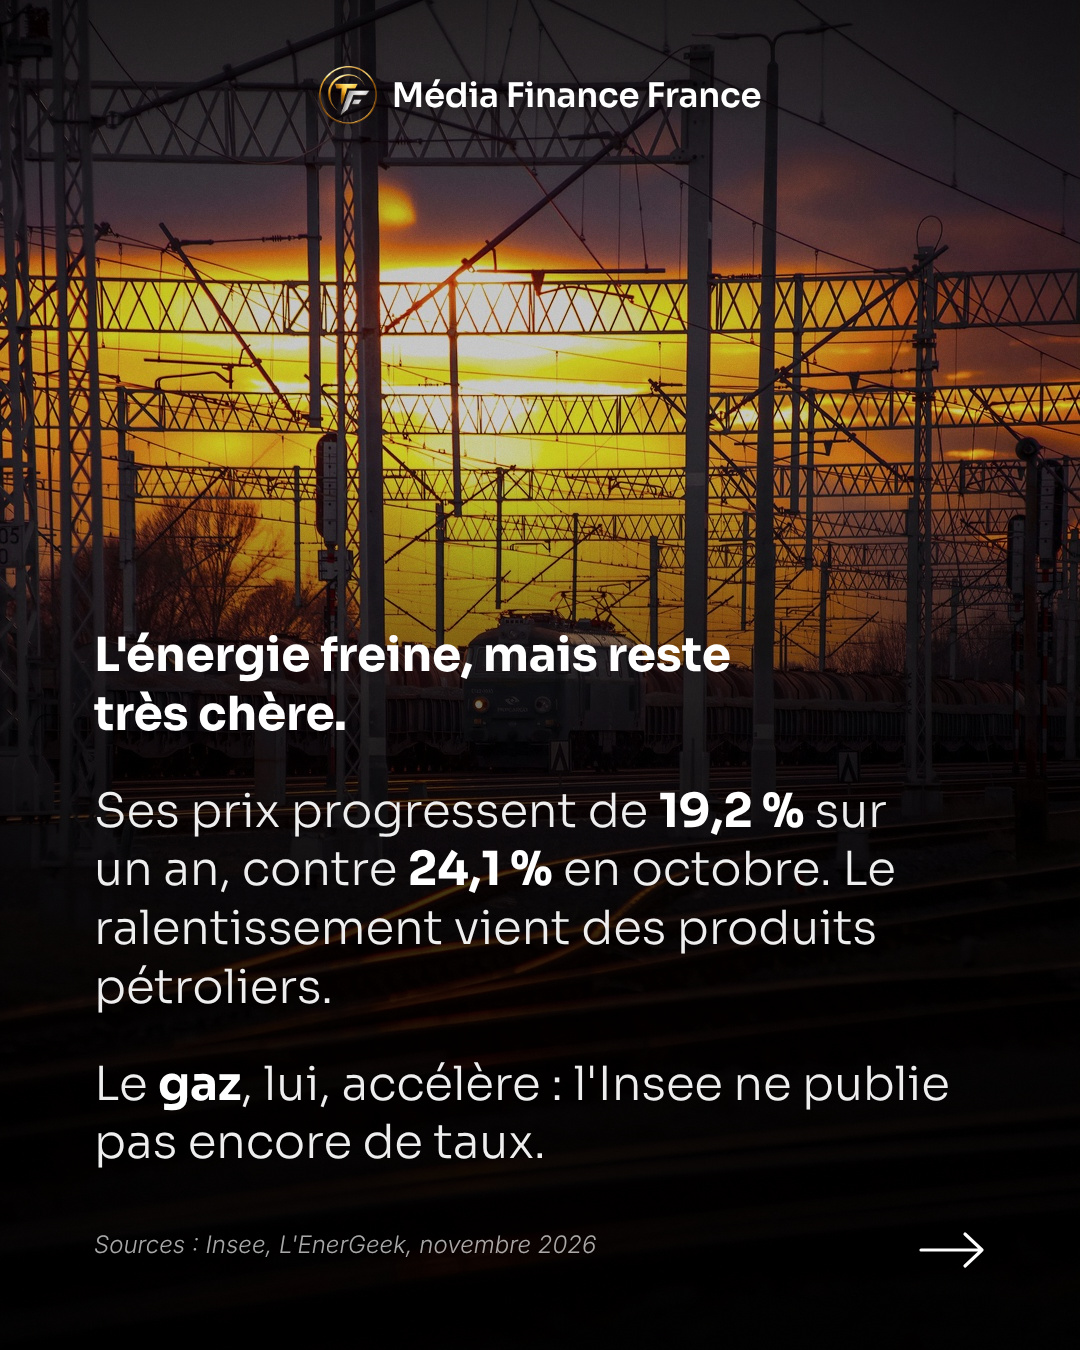 TF Média Finance France
05
L'énergie freine, mais reste
très chère.
Ses prix progressent de 19,2 % sur
un an, contre 24,1 % en octobre. Le
ralentissement vient des produits
pétroliers.
Le gaz, lui, accélère : l'Insee ne publie
pas encore de taux.
Sources : Insee, L'EnerGeek, novembre 2026